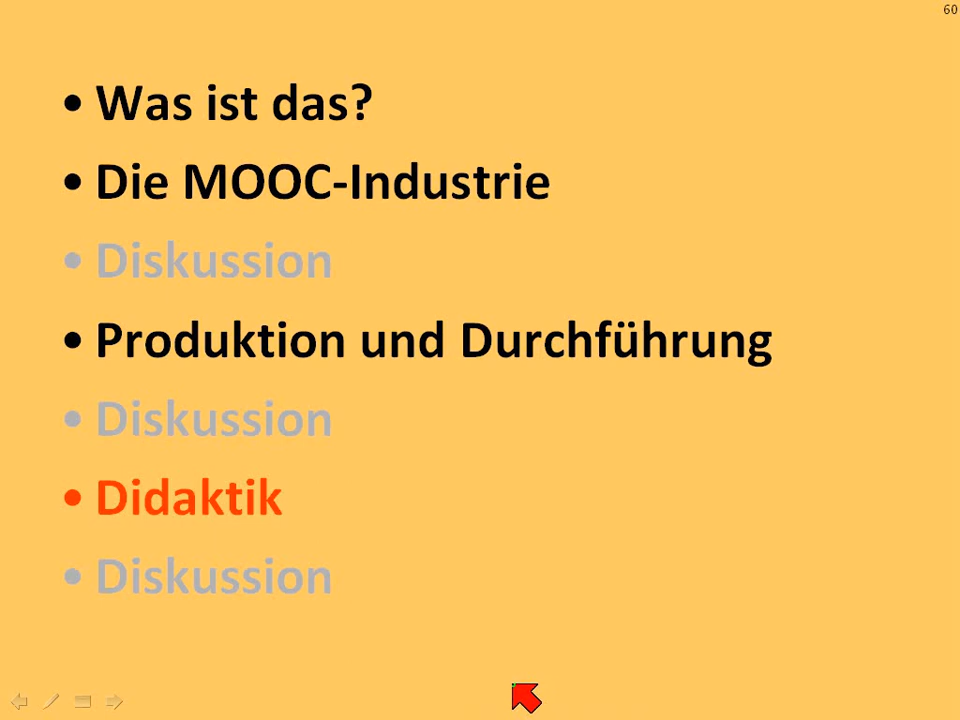 60
• Was ist das?
• Die MOOC-Industrie
• Diskussion
• Produktion und Durchführung
• Diskussion
• Didaktik
• Diskussion